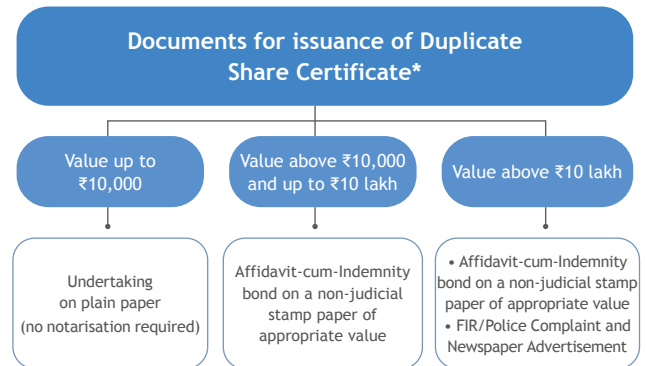 Documents for issuance of Duplicate
Share Certificate*
Value up to
₹10,000
Value above ₹10,000
and up to ₹10 lakh
Value above ₹10 lakh
Undertaking
on plain paper
(no notarisation required)
Affidavit-cum-Indemnity
bond on a non-judicial
stamp paper of
appropriate value
• Affidavit-cum-Indemnity
bond on a non-judicial stamp
paper of appropriate value
• FIR/Police Complaint and
Newspaper Advertisement